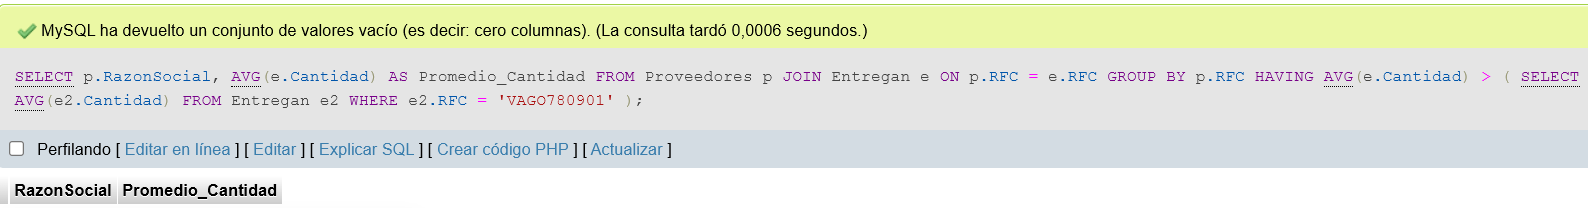 MySQL ha devuelto un conjunto de valores vacío (es decir: cero columnas). (La consulta tardó 0,0006 segundos.)
SELECT p.RazonSocial, AVG(e.Cantidad) AS Promedio_Cantidad FROM Proveedores p JOIN Entregan e ON p.RFC = e.RFC GROUP BY p.RFC HAVING AVG(e.Cantidad) > ( SELECT
AVG(e2.Cantidad) FROM Entregan e2 WHERE e2.RFC = 'VAGO780901' );
Perfilando [ Editar en línea ] [ Editar ] [ Explicar SQL ] [ Crear código PHP ] [ Actualizar ]
RazonSocial Promedio_Cantidad